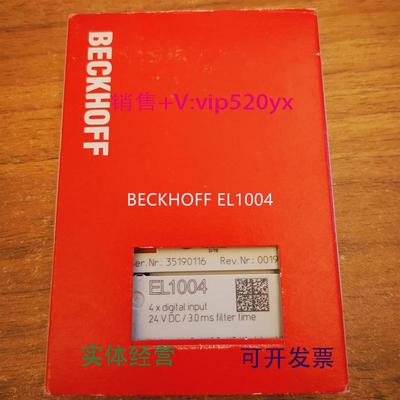 BECKHOFF
销售+V:vip520yx
BECKHOFF EL1004
Ser.Nr.: 35190116 Rev.Nr.: 0019
EL1004
4 x digital input
24 V DC / 3.0 ms filter time
实体经营
可开发票